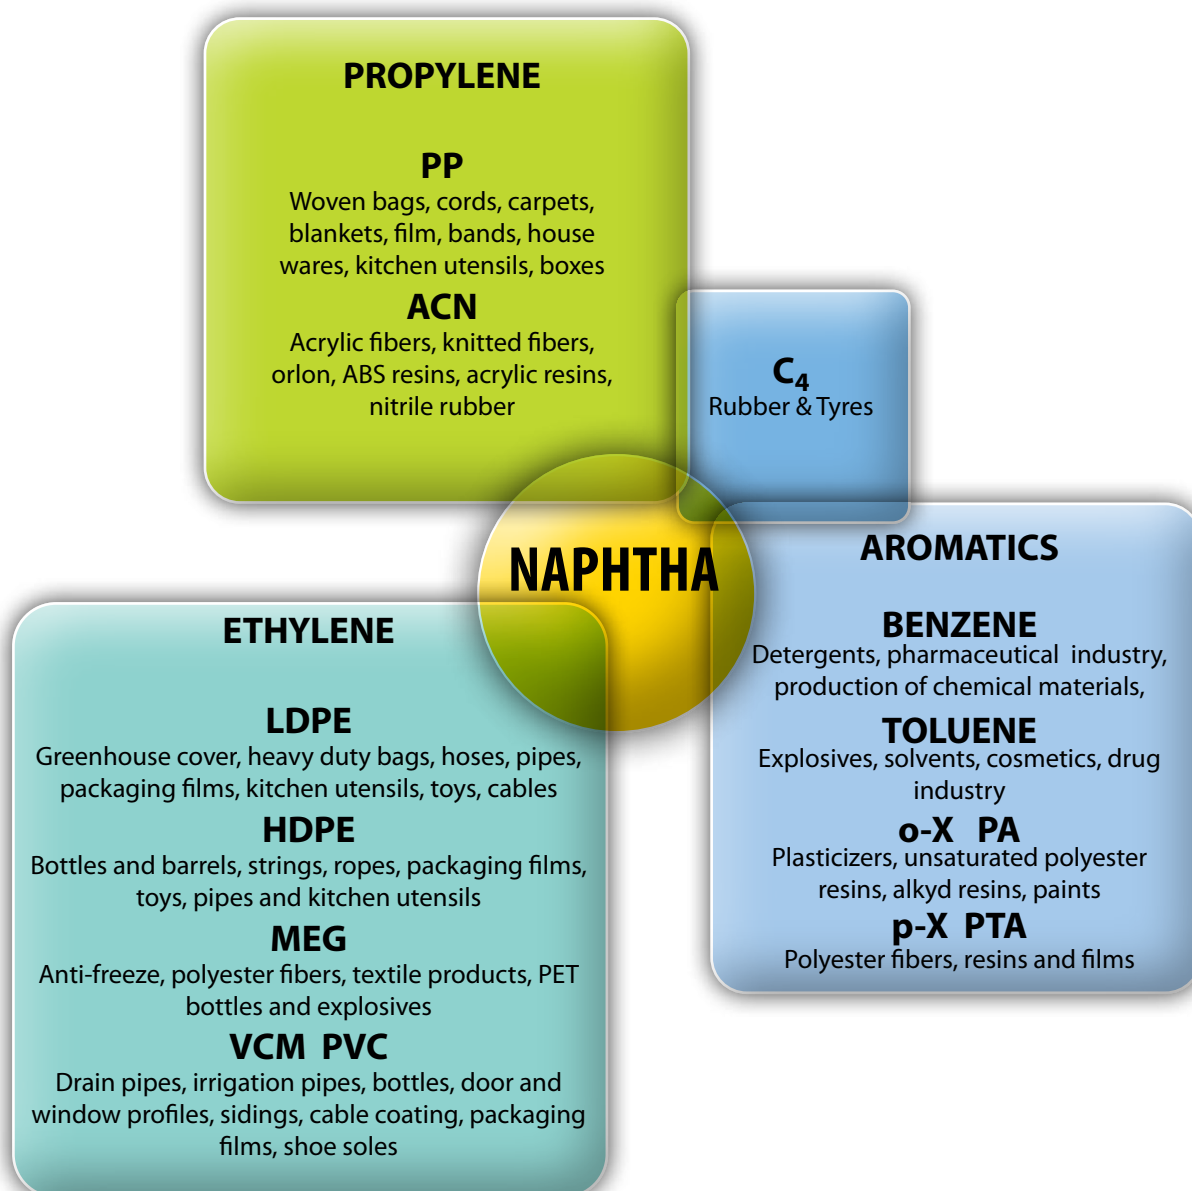 PROPYLENE
PP
Woven bags, cords, carpets,
blankets, film, bands, house
wares, kitchen utensils, boxes
ACN
Acrylic fibers, knitted fibers,
orlon, ABS resins, acrylic resins,
nitrile rubber
C₄
Rubber & Tyres
NAPHTHA
AROMATICS
BENZENE
Detergents, pharmaceutical industry,
production of chemical materials,
TOLUENE
Explosives, solvents, cosmetics, drug
industry
o-X PA
Plasticizers, unsaturated polyester
resins, alkyd resins, paints
p-X PTA
Polyester fibers, resins and films
ETHYLENE
LDPE
Greenhouse cover, heavy duty bags, hoses, pipes,
packaging films, kitchen utensils, toys, cables
HDPE
Bottles and barrels, strings, ropes, packaging films,
toys, pipes and kitchen utensils
MEG
Anti-freeze, polyester fibers, textile products, PET
bottles and explosives
VCM PVC
Drain pipes, irrigation pipes, bottles, door and
window profiles, sidings, cable coating, packaging
films, shoe soles